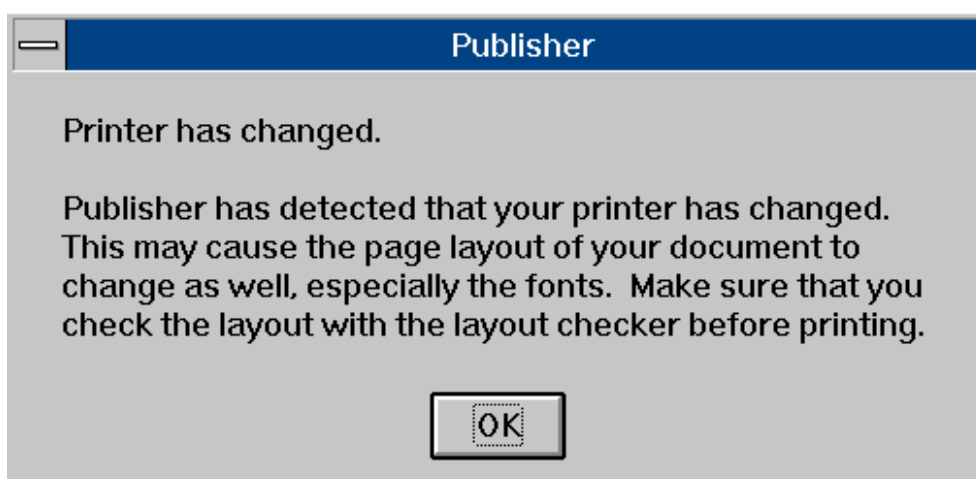 Publisher
Printer has changed.
Publisher has detected that your printer has changed.
This may cause the page layout of your document to
change as well, especially the fonts.  Make sure that you
check the layout with the layout checker before printing.
OK